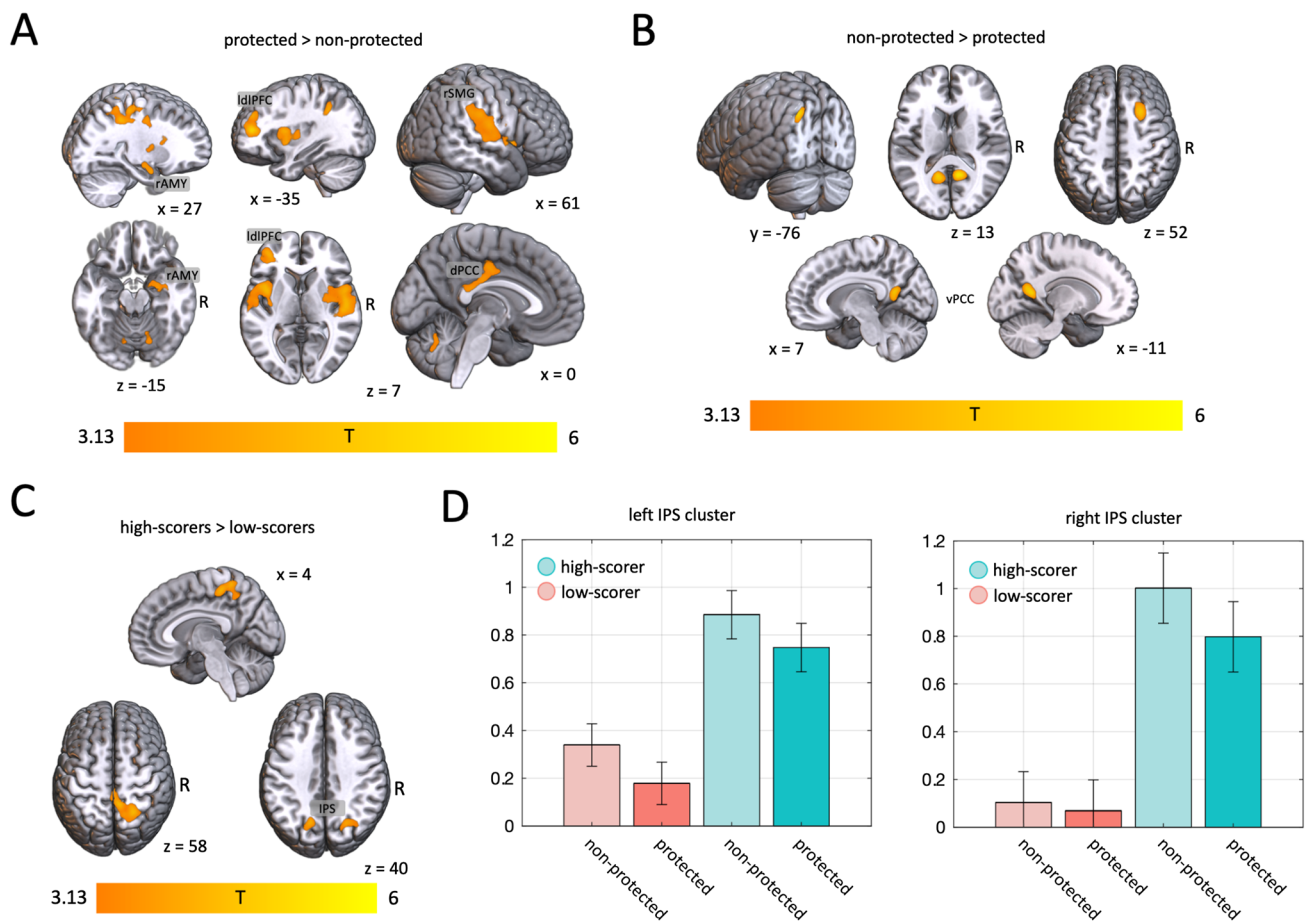 A
protected > non-protected
ldlPFC
rSMG
rAMY
x = 27
x = -35
x = 61
ldlPFC
rAMY
R
dPCC
R
z = -15
z = 7
x = 0
3.13
T
6
B
non-protected > protected
R
R
y = -76
z = 13
z = 52
vPCC
x = 7
x = -11
3.13
T
6
C
high-scorers > low-scorers
x = 4
R
IPS
R
z = 58
z = 40
3.13
T
6
D
left IPS cluster
1.2
1
0.8
0.6
0.4
0.2
0
high-scorer
low-scorer
non-protected
protected
non-protected
protected
right IPS cluster
1.2
1
0.8
0.6
0.4
0.2
0
high-scorer
low-scorer
non-protected
protected
non-protected
protected